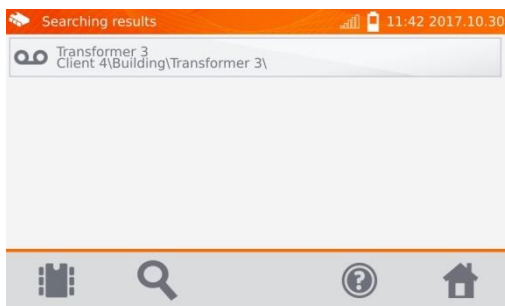 Searching results
11:42 2017.10.30
Transformer 3
Client 4\Building\Transformer 3\